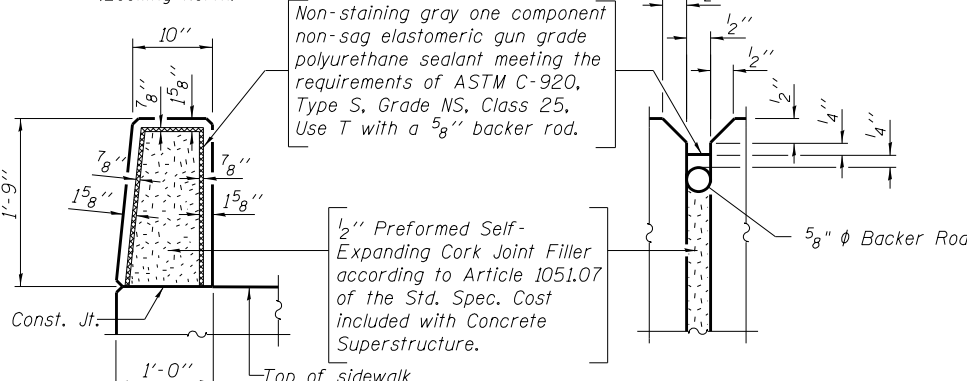 Non-staining gray one component
non-sag elastomeric gun grade
polyurethane sealant meeting the
requirements of ASTM C-920,
Type S, Grade NS, Class 25,
Use T with a 5/8'' backer rod.
10''
7/8''
1 5/8''
7/8''
7/8''
1 5/8''
1 5/8''
1'-9''
1/2''
1/2''
1/2''
1/4''
1/4''
5/8" ϕ Backer Rod
1/2'' Preformed Self-
Expanding Cork Joint Filler
according to Article 1051.07
of the Std. Spec. Cost
included with Concrete
Superstructure.
Const. Jt.
1'-0''
Top of sidewalk